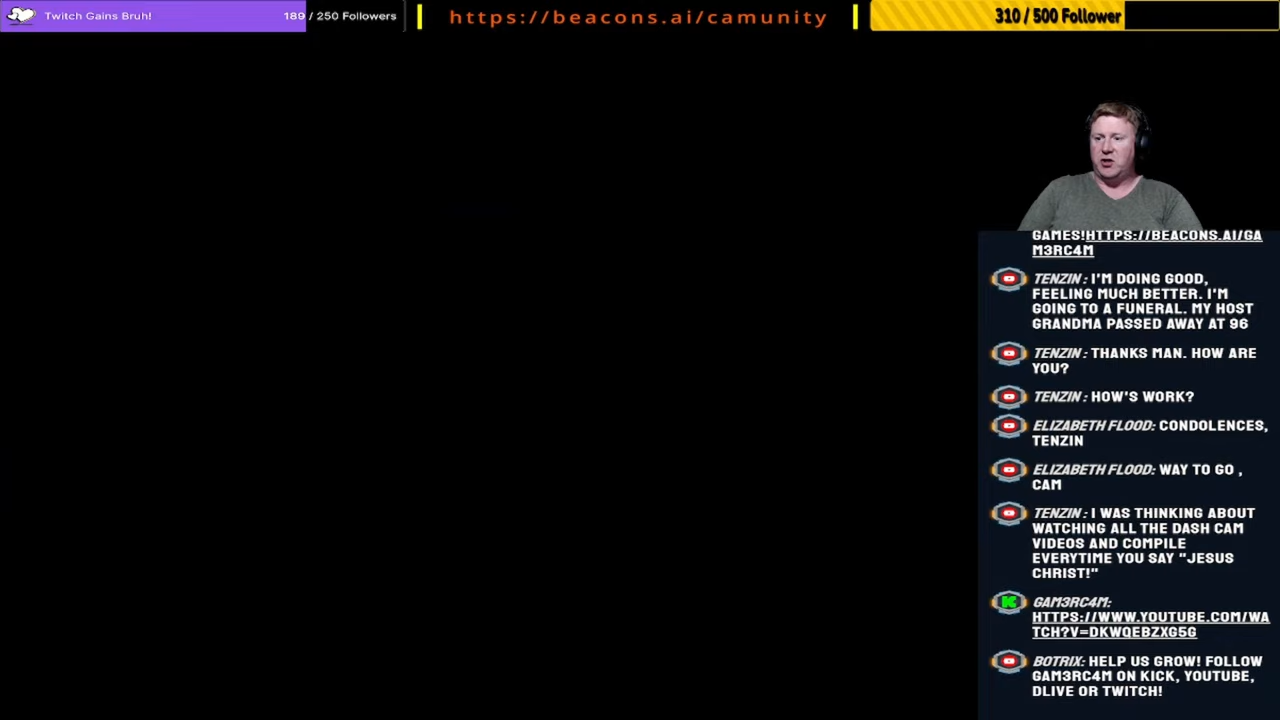 Twitch Gains Bruh!
189 / 250 Followers
https://beacons.ai/camunity
310 / 500 Follower
GAMES!HTTPS://BEACONS.AI/GA
M3RC4M
TENZIN : I'M DOING GOOD,
FEELING MUCH BETTER. I'M
GOING TO A FUNERAL. MY HOST
GRANDMA PASSED AWAY AT 96
TENZIN : THANKS MAN. HOW ARE
YOU?
TENZIN : HOW'S WORK?
ELIZABETH FLOOD: CONDOLENCES,
TENZIN
ELIZABETH FLOOD: WAY TO GO ,
CAM
TENZIN : I WAS THINKING ABOUT
WATCHING ALL THE DASH CAM
VIDEOS AND COMPILE
EVERYTIME YOU SAY "JESUS
CHRIST!"
GAM3RC4M:
HTTPS://WWW.YOUTUBE.COM/WA
TCH?V=DKWQEBZXG5G
BOTRIX: HELP US GROW! FOLLOW
GAM3RC4M ON KICK, YOUTUBE,
DLIVE OR TWITCH!